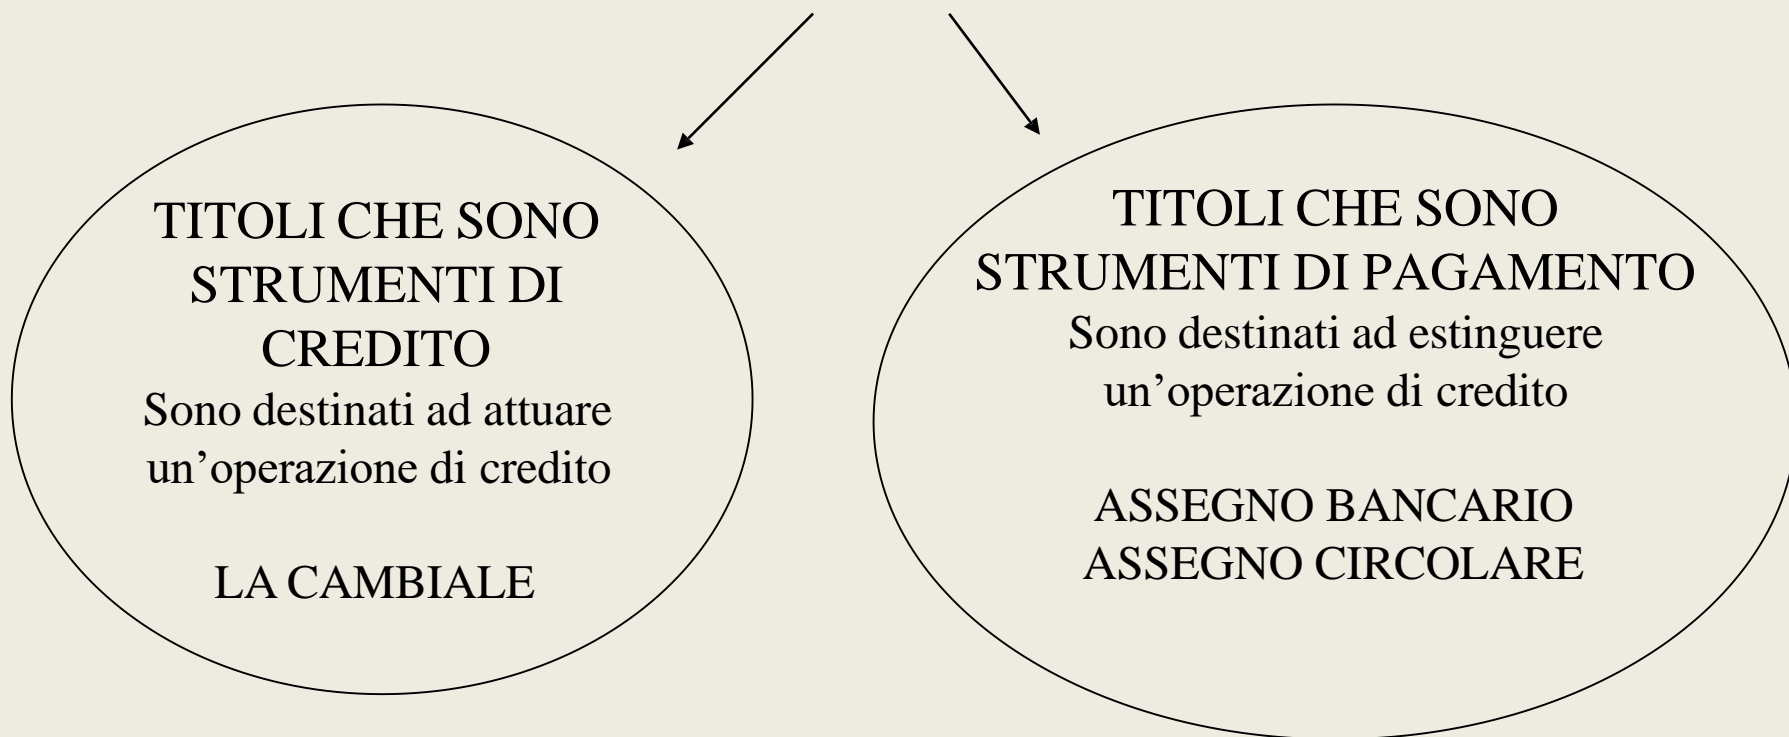 TITOLI CHE SONO
STRUMENTI DI
CREDITO
Sono destinati ad attuare
un’operazione di credito
LA CAMBIALE
TITOLI CHE SONO
STRUMENTI DI PAGAMENTO
Sono destinati ad estinguere
un’operazione di credito
ASSEGNO BANCARIO
ASSEGNO CIRCOLARE